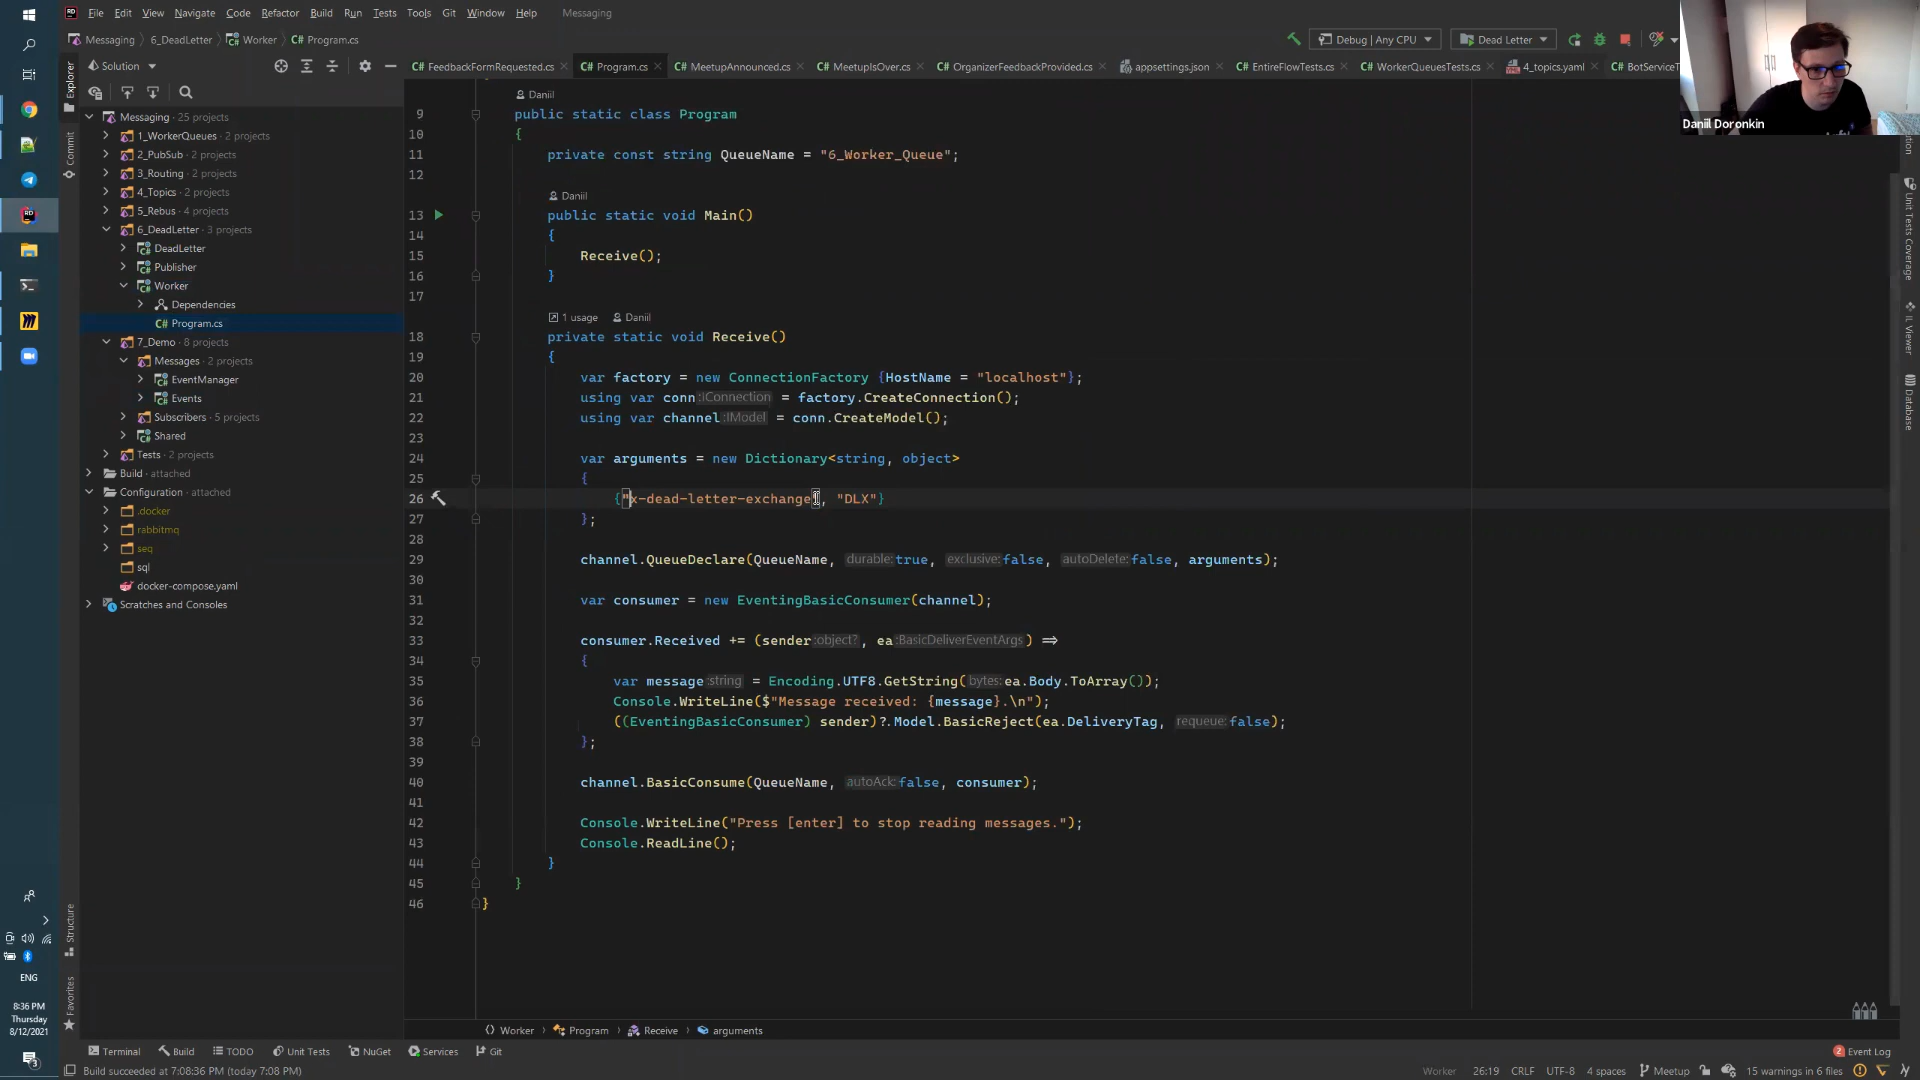 File Edit View Navigate Code Refactor Build Run Tests Tools Git Window Help Messaging
Messaging 6_DeadLetter Worker Program.cs
Debug | Any CPU Dead Letter
Daniil Doronkin
Explorer
Commit
Structure
Favorites
Solution
FeedbackFormRequested.cs Program.cs MeetupAnnounced.cs MeetupIsOver.cs OrganizerFeedbackProvided.cs appsettings.json EntireFlowTests.cs WorkerQueuesTests.cs 4_topics.yaml BotServiceT
Messaging · 25 projects
1_WorkerQueues · 2 projects
2_PubSub · 2 projects
3_Routing · 2 projects
4_Topics · 2 projects
5_Rebus · 4 projects
6_DeadLetter · 3 projects
DeadLetter
Publisher
Worker
Dependencies
Program.cs
7_Demo · 8 projects
Messages · 2 projects
EventManager
Events
Subscribers · 5 projects
Shared
Tests · 2 projects
Build attached
Configuration · attached
.docker
rabbitmq
seq
sql
docker-compose.yaml
Scratches and Consoles
Daniil
9 public static class Program
10 {
11 private const string QueueName = "6_Worker_Queue";
12
Daniil
13 public static void Main()
14 {
15 Receive();
16 }
17
1 usage Daniil
18 private static void Receive()
19 {
20 var factory = new ConnectionFactory {HostName = "localhost"};
21 using var conn :IConnection = factory.CreateConnection();
22 using var channel :IModel = conn.CreateModel();
23
24 var arguments = new Dictionary<string, object>
25 {
26 {"x-dead-letter-exchange", "DLX"}
27 };
28
29 channel.QueueDeclare(QueueName, durable: true, exclusive: false, autoDelete: false, arguments);
30
31 var consumer = new EventingBasicConsumer(channel);
32
33 consumer.Received += (sender :object? , ea :BasicDeliverEventArgs ) =>
34 {
35 var message :string = Encoding.UTF8.GetString( bytes: ea.Body.ToArray());
36 Console.WriteLine($"Message received: {message}.\n");
37 ((EventingBasicConsumer) sender)?.Model.BasicReject(ea.DeliveryTag, requeue: false);
38 };
39
40 channel.BasicConsume(QueueName, autoAck: false, consumer);
41
42 Console.WriteLine("Press [enter] to stop reading messages.");
43 Console.ReadLine();
44 }
45 }
46 }
Unit Tests Coverage
IL Viewer
Database
Worker Program Receive arguments
Terminal Build TODO Unit Tests NuGet Services Git 2 Event Log
Build succeeded at 7:08:36 PM (today 7:08 PM) Worker 26:19 CRLF UTF-8 4 spaces Meetup 15 warnings in 6 files
ENG
8:36 PM
Thursday
8/12/2021
3